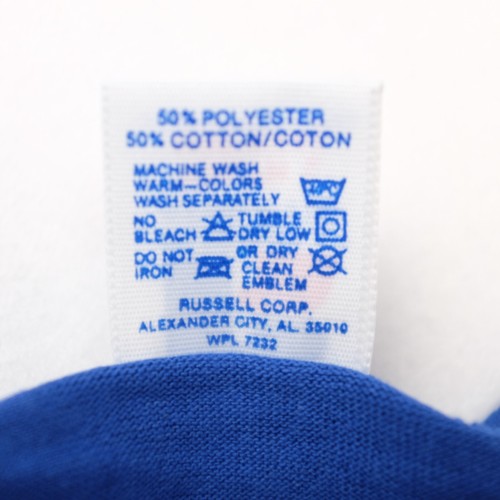 50% POLYESTER
50% COTTON/COTON
MACHINE WASH
WARM—COLORS
WASH SEPARATELY
NO
BLEACH
TUMBLE
DRY LOW
DO NOT
IRON
OR DRY
CLEAN
EMBLEM
RUSSELL CORP.
ALEXANDER CITY, AL. 35010
WPL 7232